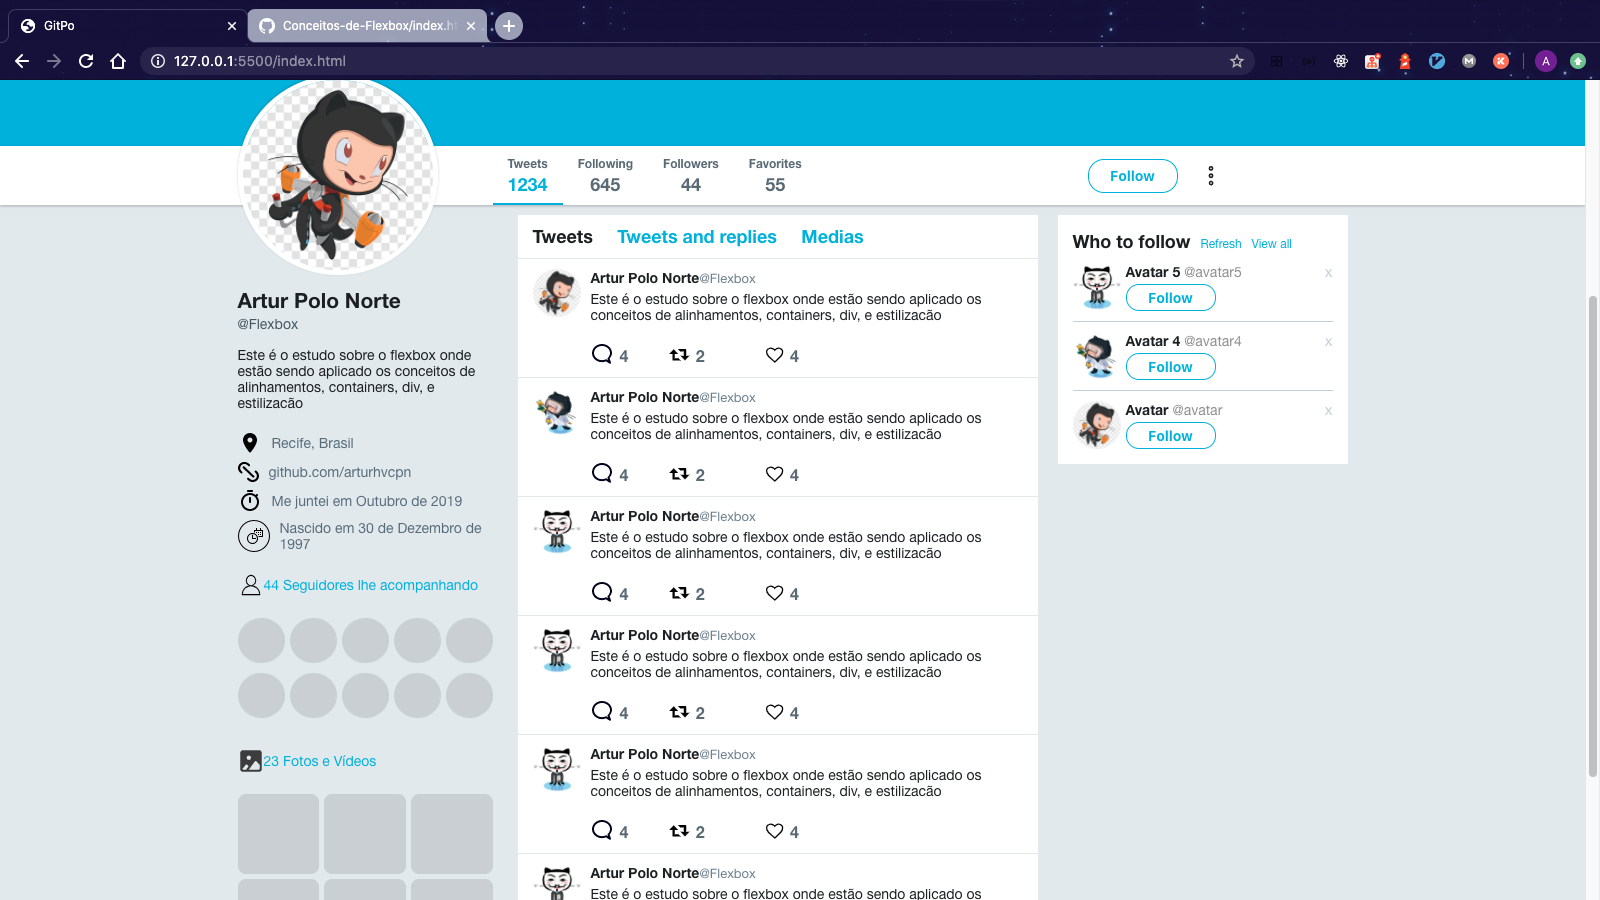 GitPo
Conceitos-de-Flexbox/index.ht
127.0.0.1:5500/index.html
Tweets
1234
Following
645
Followers
44
Favorites
55
Follow
Artur Polo Norte
@Flexbox
Este é o estudo sobre o flexbox onde
estão sendo aplicado os conceitos de
alinhamentos, containers, div, e
estilizacão
Recife, Brasil
github.com/arturhvcpn
Me juntei em Outubro de 2019
Nascido em 30 de Dezembro de
1997
44 Seguidores lhe acompanhando
23 Fotos e Vídeos
Tweets Tweets and replies Medias
Artur Polo Norte@Flexbox
Este é o estudo sobre o flexbox onde estão sendo aplicado os
conceitos de alinhamentos, containers, div, e estilizacão
4 2 4
Artur Polo Norte@Flexbox
Este é o estudo sobre o flexbox onde estão sendo aplicado os
conceitos de alinhamentos, containers, div, e estilizacão
4 2 4
Artur Polo Norte@Flexbox
Este é o estudo sobre o flexbox onde estão sendo aplicado os
conceitos de alinhamentos, containers, div, e estilizacão
4 2 4
Artur Polo Norte@Flexbox
Este é o estudo sobre o flexbox onde estão sendo aplicado os
conceitos de alinhamentos, containers, div, e estilizacão
4 2 4
Artur Polo Norte@Flexbox
Este é o estudo sobre o flexbox onde estão sendo aplicado os
conceitos de alinhamentos, containers, div, e estilizacão
4 2 4
Artur Polo Norte@Flexbox
Este é o estudo sobre o flexbox onde estão sendo aplicado os
Who to follow Refresh View all
Avatar 5 @avatar5 x
Follow
Avatar 4 @avatar4 x
Follow
Avatar @avatar x
Follow